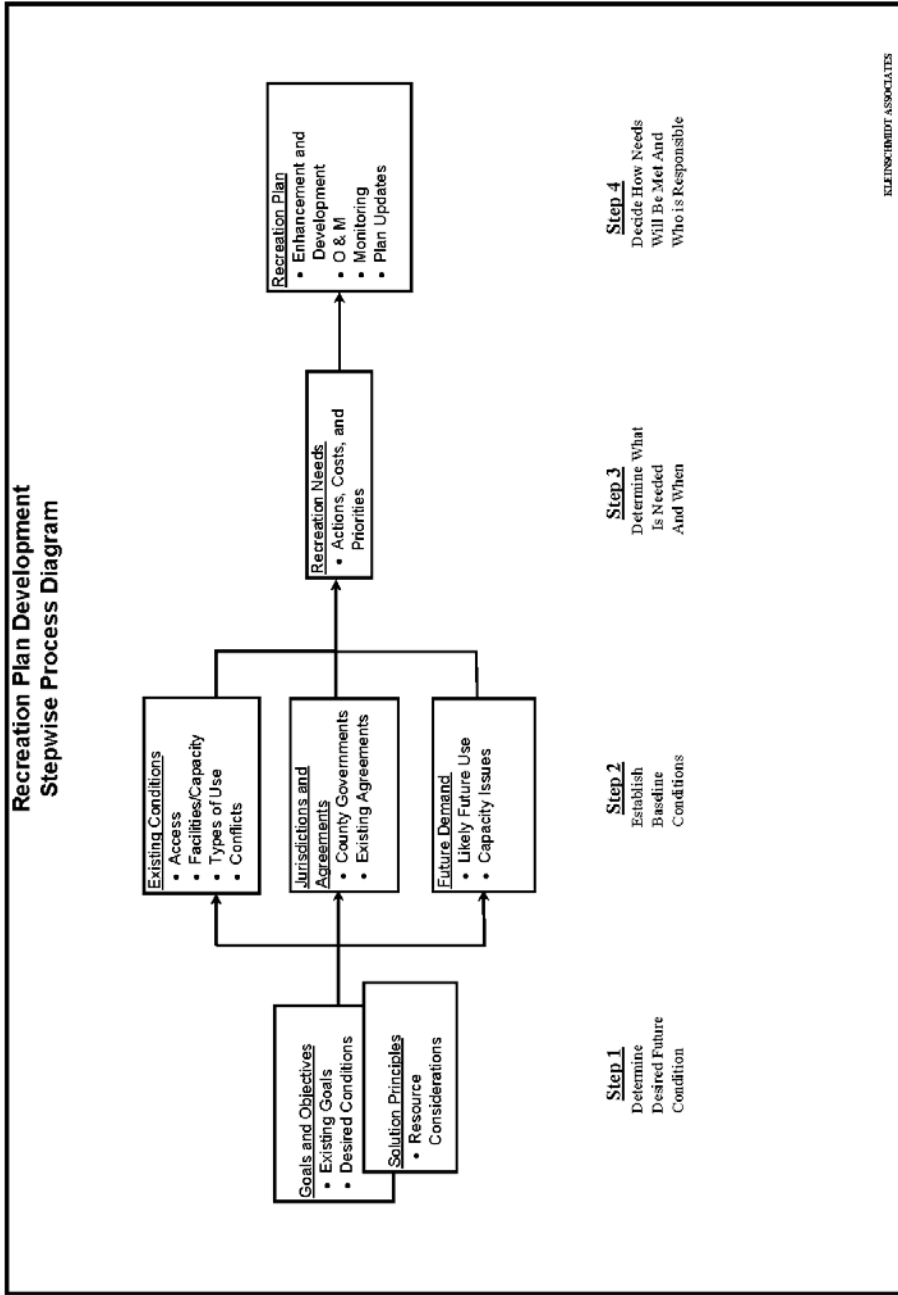 Recreation Plan Development
Stepwise Process Diagram
Goals and Objectives
• Existing Goals
• Desired Conditions
Solution Principles
• Resource
Considerations
Existing Conditions
• Access
• Facilities/Capacity
• Types of Use
• Conflicts
Jurisdictions and
Agreements
• County Governments
• Existing Agreements
Future Demand
• Likely Future Use
• Capacity Issues
Recreation Needs
• Actions, Costs, and
Priorities
Recreation Plan
• Enhancement and
Development
• O & M
• Monitoring
• Plan Updates
Step 1
Determine
Desired Future
Condition
Step 2
Establish
Baseline
Conditions
Step 3
Determine What
Is Needed
And When
Step 4
Decide How Needs
Will Be Met And
Who is Responsible
KLEINSCHMIDT ASSOCIATES